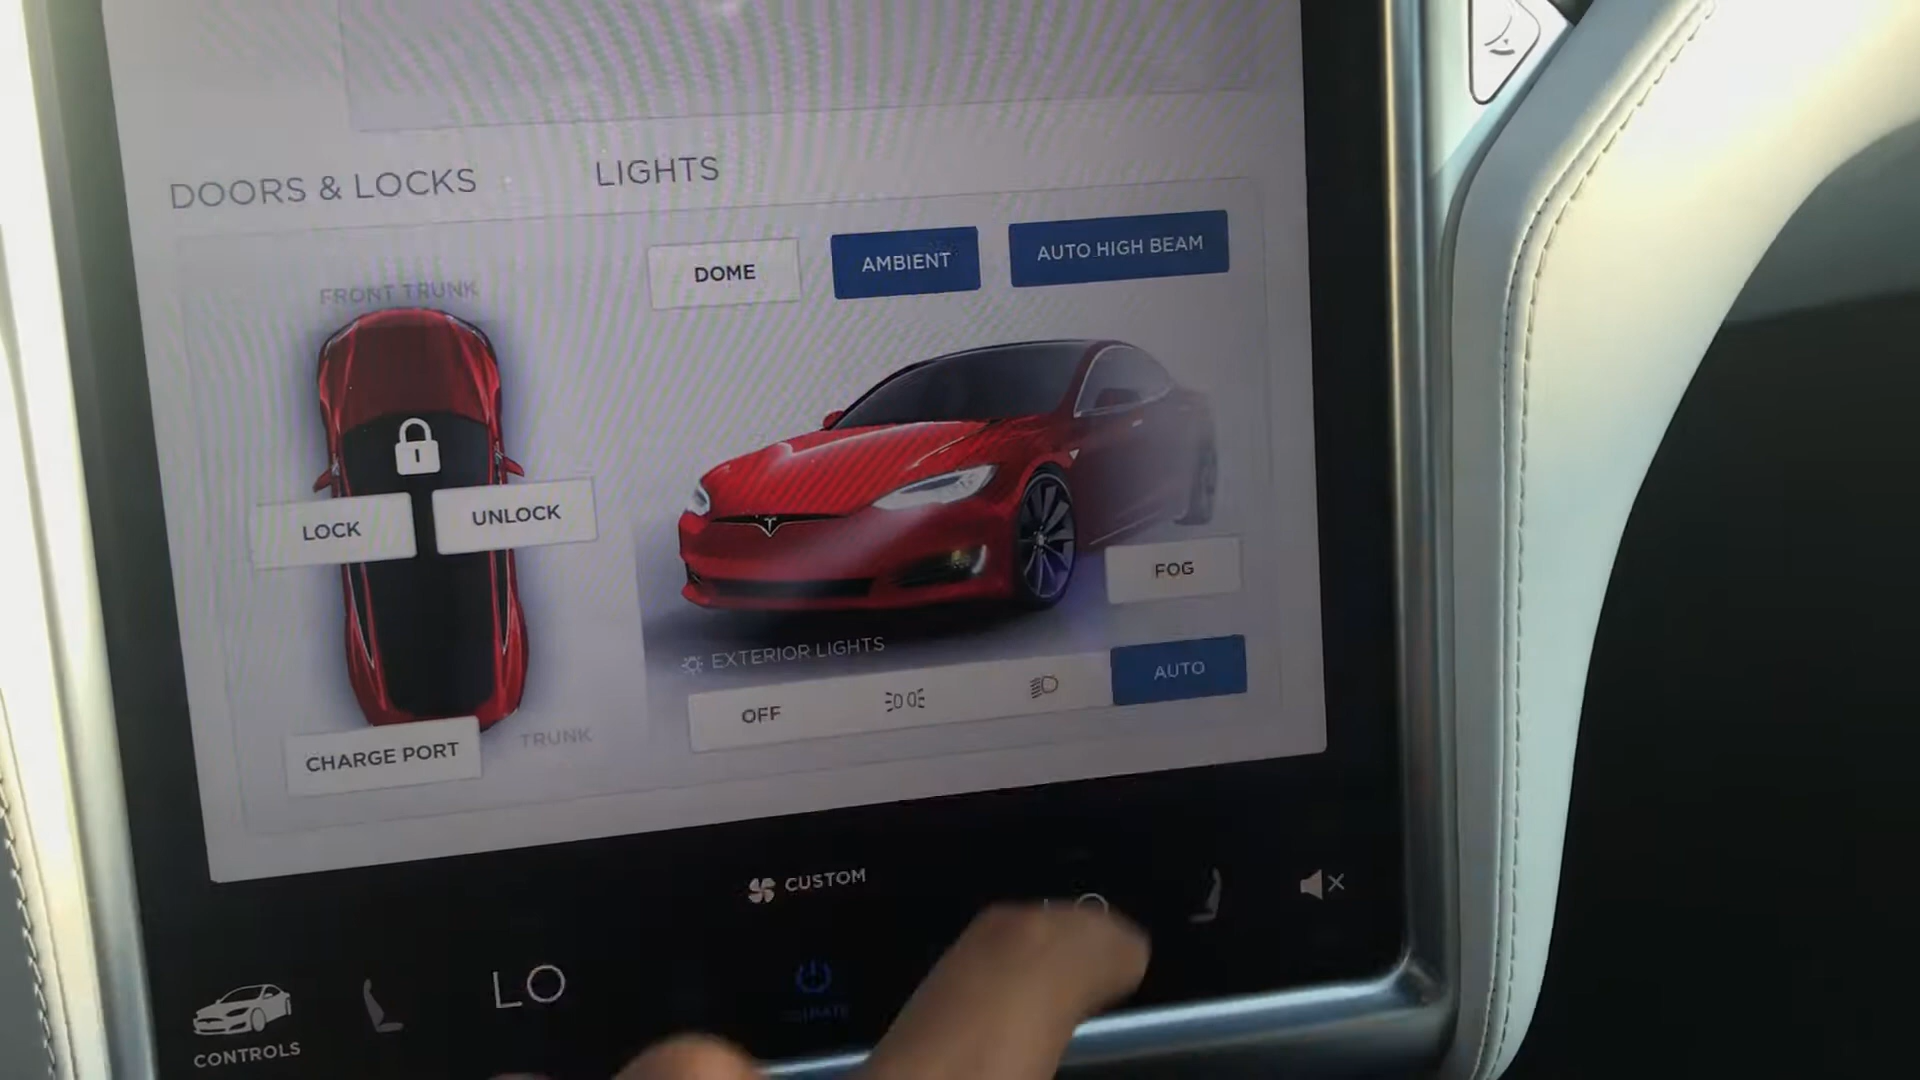 DOORS & LOCKS
LIGHTS
FRONT TRUNK
DOME
AMBIENT
AUTO HIGH BEAM
LOCK
UNLOCK
FOG
EXTERIOR LIGHTS
OFF
AUTO
CHARGE PORT
TRUNK
CUSTOM
LO
CLIMATE
CONTROLS